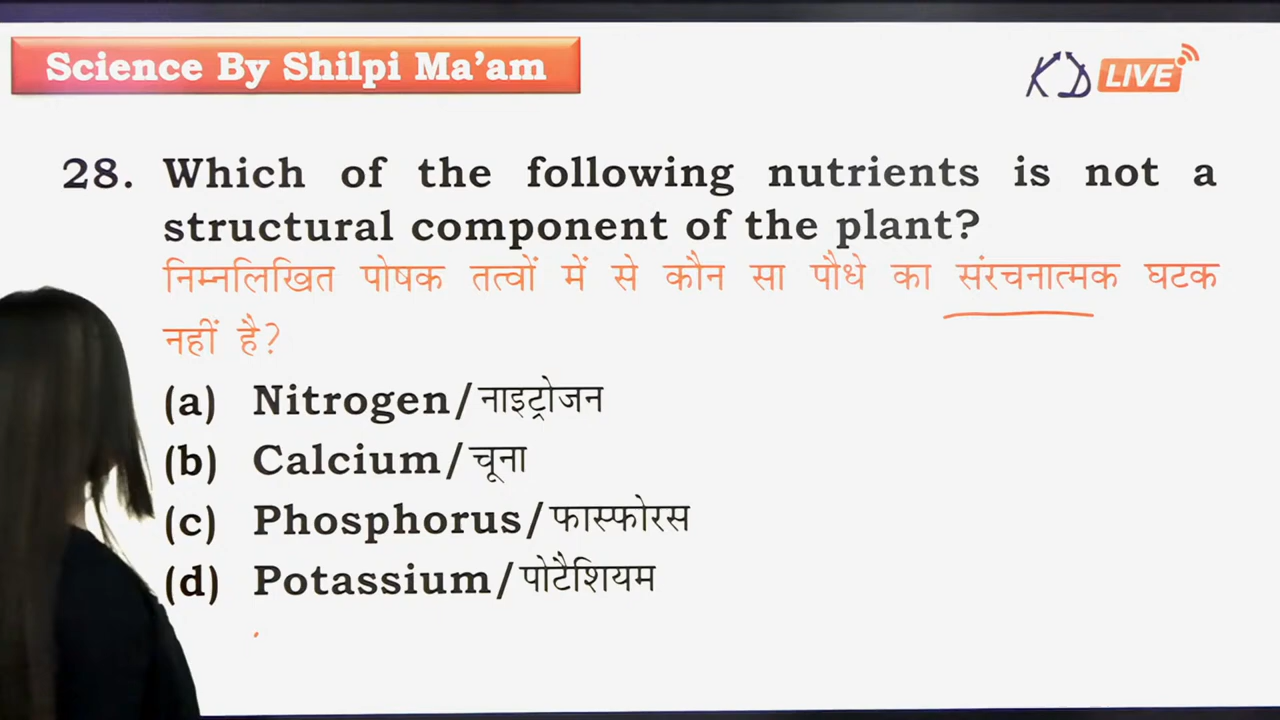 Science By Shilpi Ma'am
KD LIVE
28. Which of the following nutrients is not a
structural component of the plant?
निम्नलिखित पोषक तत्वों में से कौन सा पौधे का संरचनात्मक घटक
नहीं है?
(a) Nitrogen/नाइट्रोजन
(b) Calcium/चूना
(c) Phosphorus/फास्फोरस
(d) Potassium/पोटैशियम